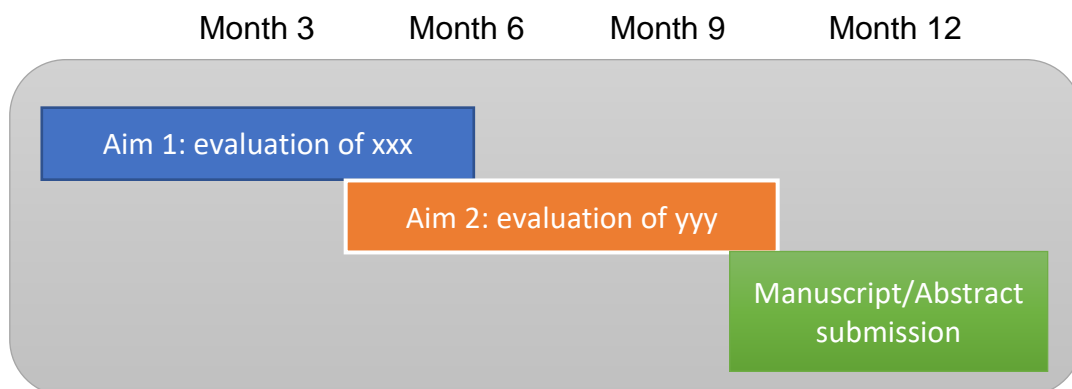 Month 3 Month 6 Month 9 Month 12
Aim 1: evaluation of xxx
Aim 2: evaluation of yyy
Manuscript/Abstract
submission